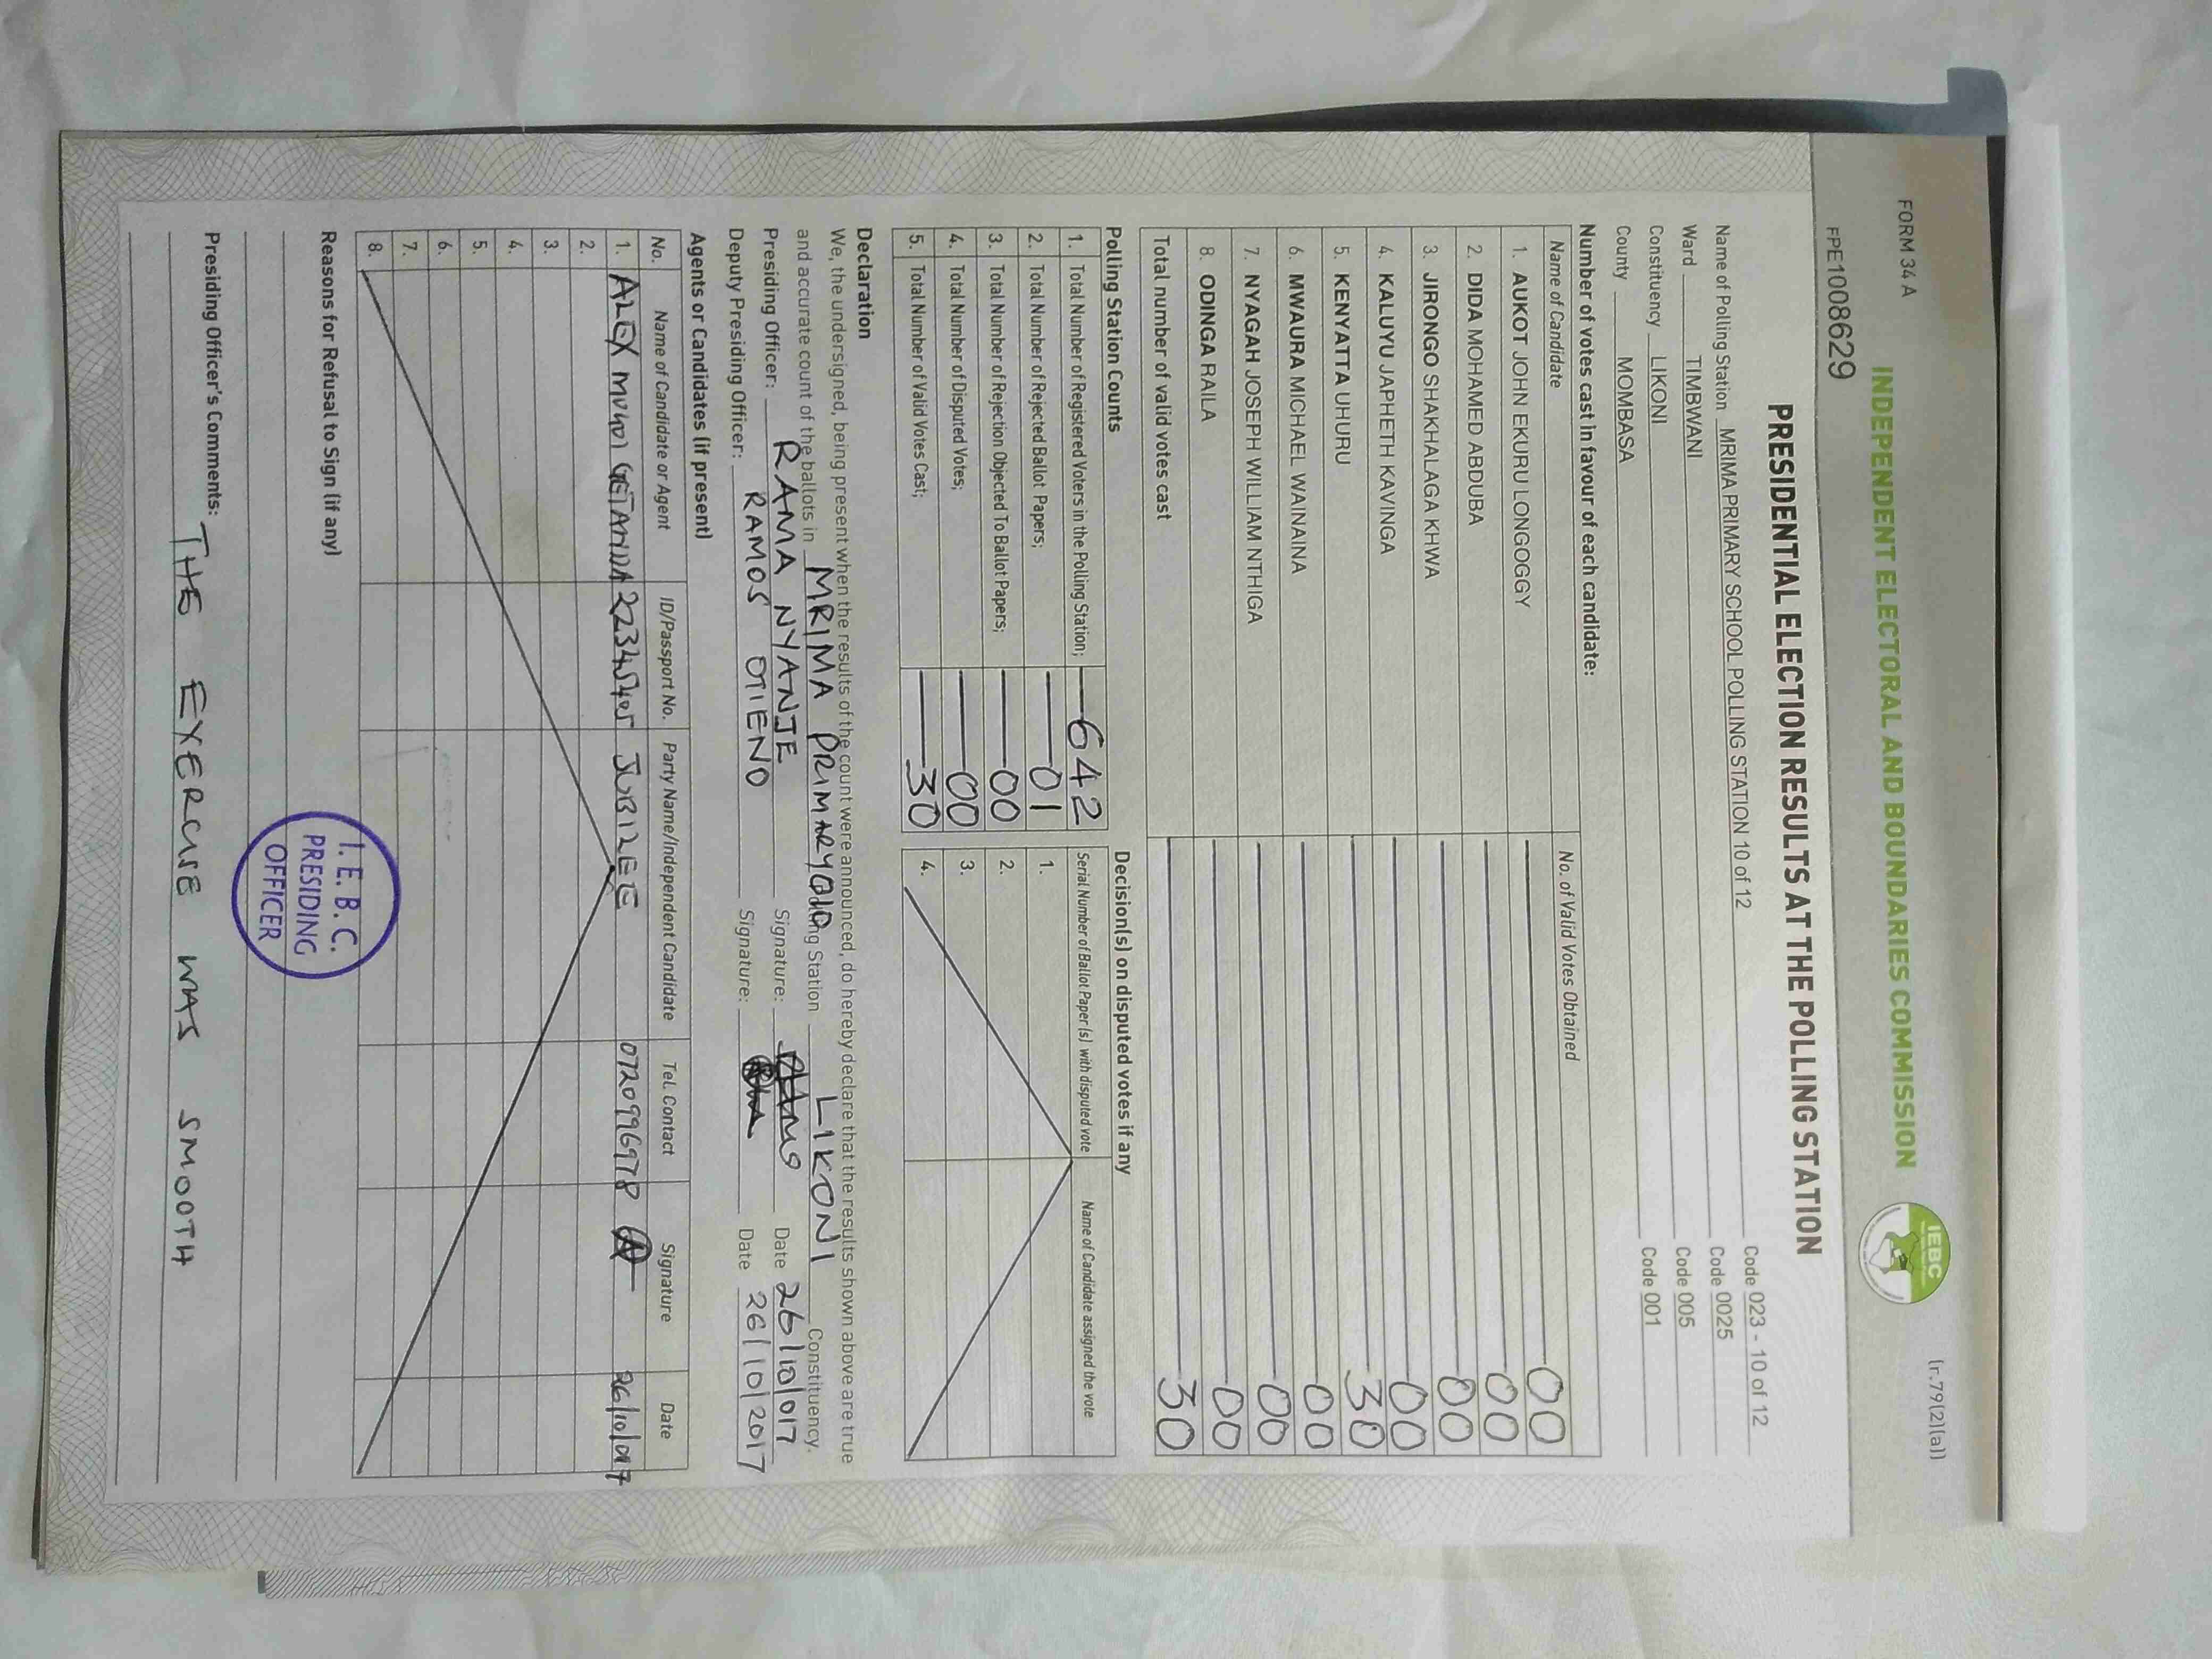 FORM 34 A
(r.79(2)(a))
INDEPENDENT ELECTORAL AND BOUNDARIES COMMISSION
IEBC
FPE1008629
PRESIDENTIAL ELECTION RESULTS AT THE POLLING STATION
Name of Polling Station MRIMA PRIMARY SCHOOL POLLING STATION 10 of 12 Code 023 - 10 of 12
Ward TIMBWANI Code 0025
Constituency LIKONI Code 005
County MOMBASA Code 001
Number of votes cast in favour of each candidate:
Name of Candidate No. of Valid Votes Obtained
1. AUKOT JOHN EKURU LONGOGGY 00
2. DIDA MOHAMED ABDUBA 00
3. JIRONGO SHAKHALAGA KHWA 00
4. KALUYU JAPHETH KAVINGA 00
5. KENYATTA UHURU 30
6. MWAURA MICHAEL WAINAINA 00
7. NYAGAH JOSEPH WILLIAM NTHIGA 00
8. ODINGA RAILA 00
Total number of valid votes cast 30
Polling Station Counts
1. Total Number of Registered Voters in the Polling Station; 642
2. Total Number of Rejected Ballot Papers; 01
3. Total Number of Rejection Objected To Ballot Papers; 00
4. Total Number of Disputed Votes; 00
5. Total Number of Valid Votes Cast; 30
Decision(s) on disputed votes if any
Serial Number of Ballot Paper(s) with disputed vote Name of Candidate assigned the vote
1.
2.
3.
4.
Declaration
We, the undersigned, being present when the results of the count were announced, do hereby declare that the results shown above are true
and accurate count of the ballots in MRIMA PRIMARY 010 Station LIKONI Constituency.
Presiding Officer: RAMA NYANJE Signature: Date 26/10/017
Deputy Presiding Officer: RAMOS OTIENO Signature: Date 26/10/2017
Agents or Candidates (if present)
No. Name of Candidate or Agent ID/Passport No. Party Name/Independent Candidate Tel. Contact Signature Date
1. ALEX JUBILEE 0720996978 26/10/017
2.
3.
4.
5.
6.
7.
8.
Reasons for Refusal to Sign (if any)
Presiding Officer's Comments: THE EXERCISE WAS SMOOTH
I. E. B. C.
PRESIDING
OFFICER